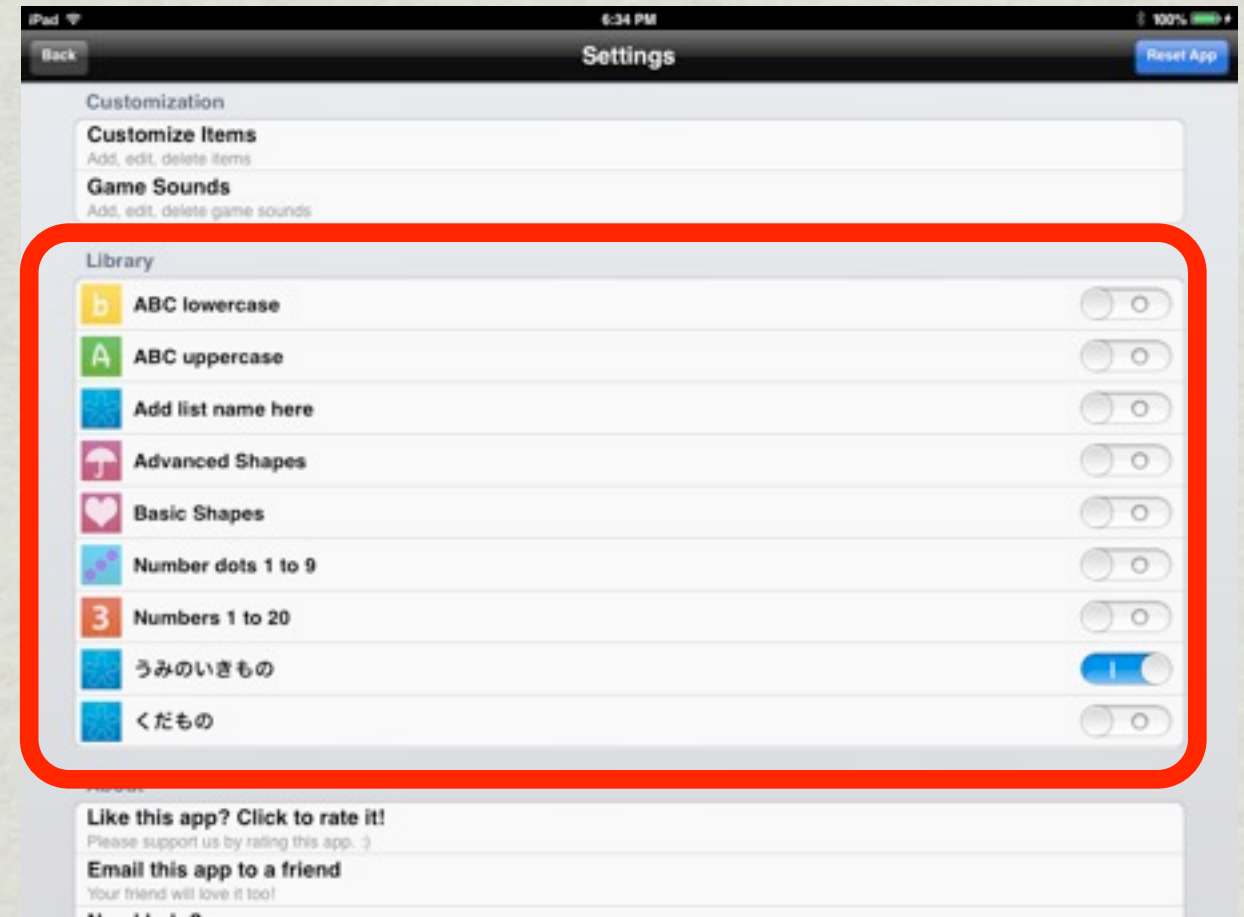 iPad 6:34 PM 100%
Back Settings Reset App
Customization
Customize Items
Add, edit, delete items
Game Sounds
Add, edit, delete game sounds
Library
b ABC lowercase
A ABC uppercase
Add list name here
Advanced Shapes
Basic Shapes
Number dots 1 to 9
3 Numbers 1 to 20
うみのいきもの
くだもの
About
Like this app? Click to rate it!
Please support us by rating this app. :)
Email this app to a friend
Your friend will love it too!